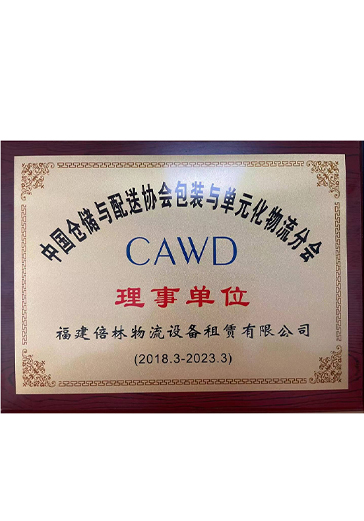 中国仓储与配送协会包装与单元化物流分会
CAWD
理事单位
福建倍林物流设备租赁有限公司
(2018.3-2023.3)